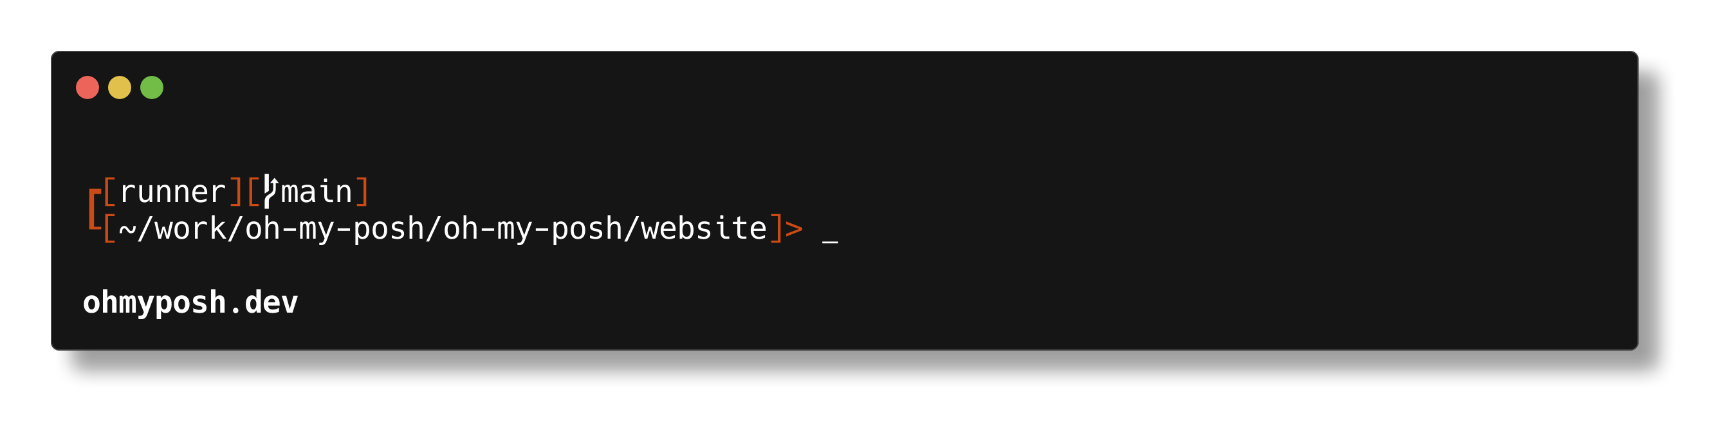 ┏[runner][main]
┖[~/work/oh-my-posh/oh-my-posh/website]> _
ohmyposh.dev